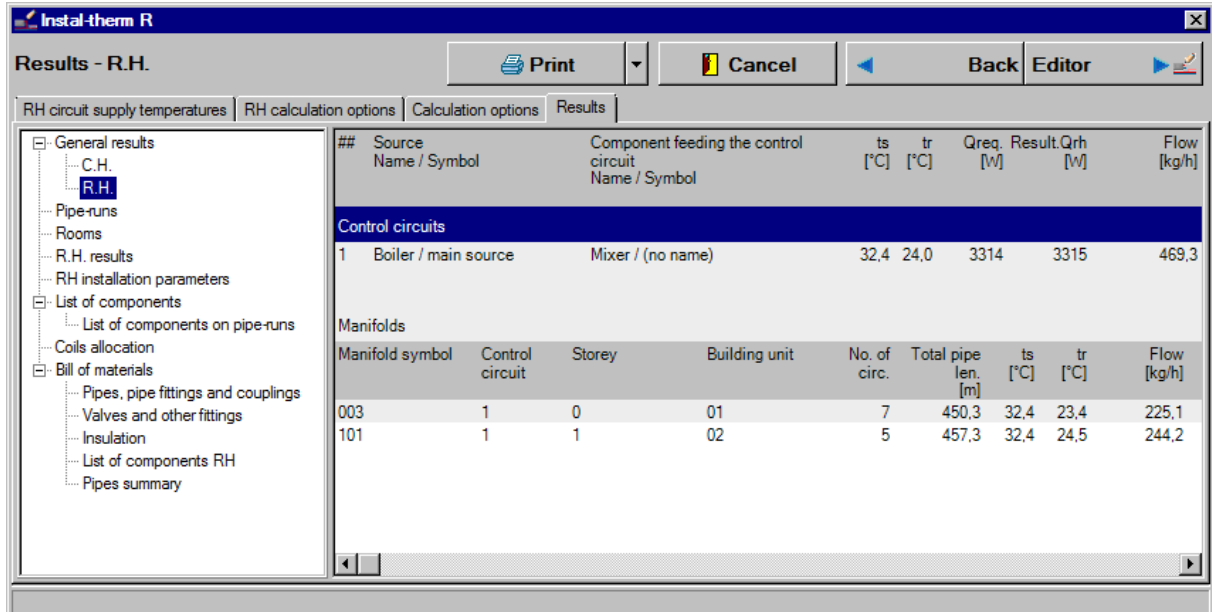 Instal-therm R
Results - R.H.
Print
Cancel
Back
Editor
RH circuit supply temperatures
RH calculation options
Calculation options
Results
General results
C.H.
R.H.
Pipe-runs
Rooms
R.H. results
RH installation parameters
List of components
List of components on pipe-runs
Coils allocation
Bill of materials
Pipes, pipe fittings and couplings
Valves and other fittings
Insulation
List of components RH
Pipes summary
## Source Component feeding the control ts tr Qreq. Result.Qrh Flow
Name / Symbol circuit [°C] [°C] [W] [W] [kg/h]
Name / Symbol
Control circuits
1 Boiler / main source Mixer / (no name) 32,4 24,0 3314 3315 469,3
Manifolds
Manifold symbol Control Storey Building unit No. of Total pipe ts tr Flow
circuit circ. len. [°C] [°C] [kg/h]
[m]
003 1 0 01 7 450,3 32,4 23,4 225,1
101 1 1 02 5 457,3 32,4 24,5 244,2